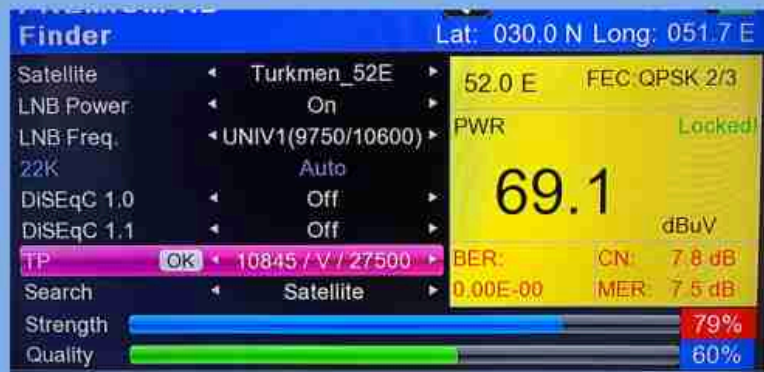 Finder Lat: 030.0 N Long: 051.7 E
Satellite Turkmen_52E
LNB Power On
LNB Freq. UNIV1(9750/10600)
22K Auto
DiSEqC 1.0 Off
DiSEqC 1.1 Off
TP OK 10845 / V / 27500
Search Satellite
52.0 E FEC:QPSK 2/3
PWR Locked!
69.1
dBuV
BER: CN: 7.8 dB
0.00E-00 MER: 7.5 dB
Strength 79%
Quality 60%